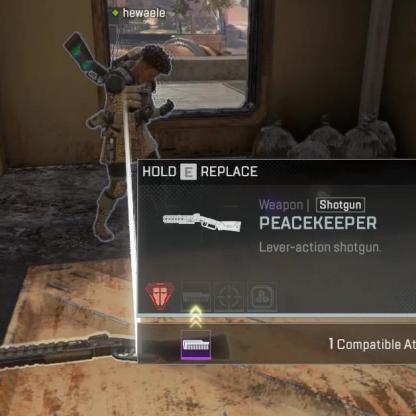 hewaele
HOLD E REPLACE
Weapon | Shotgun
PEACEKEEPER
Lever-action shotgun.
1 Compatible At